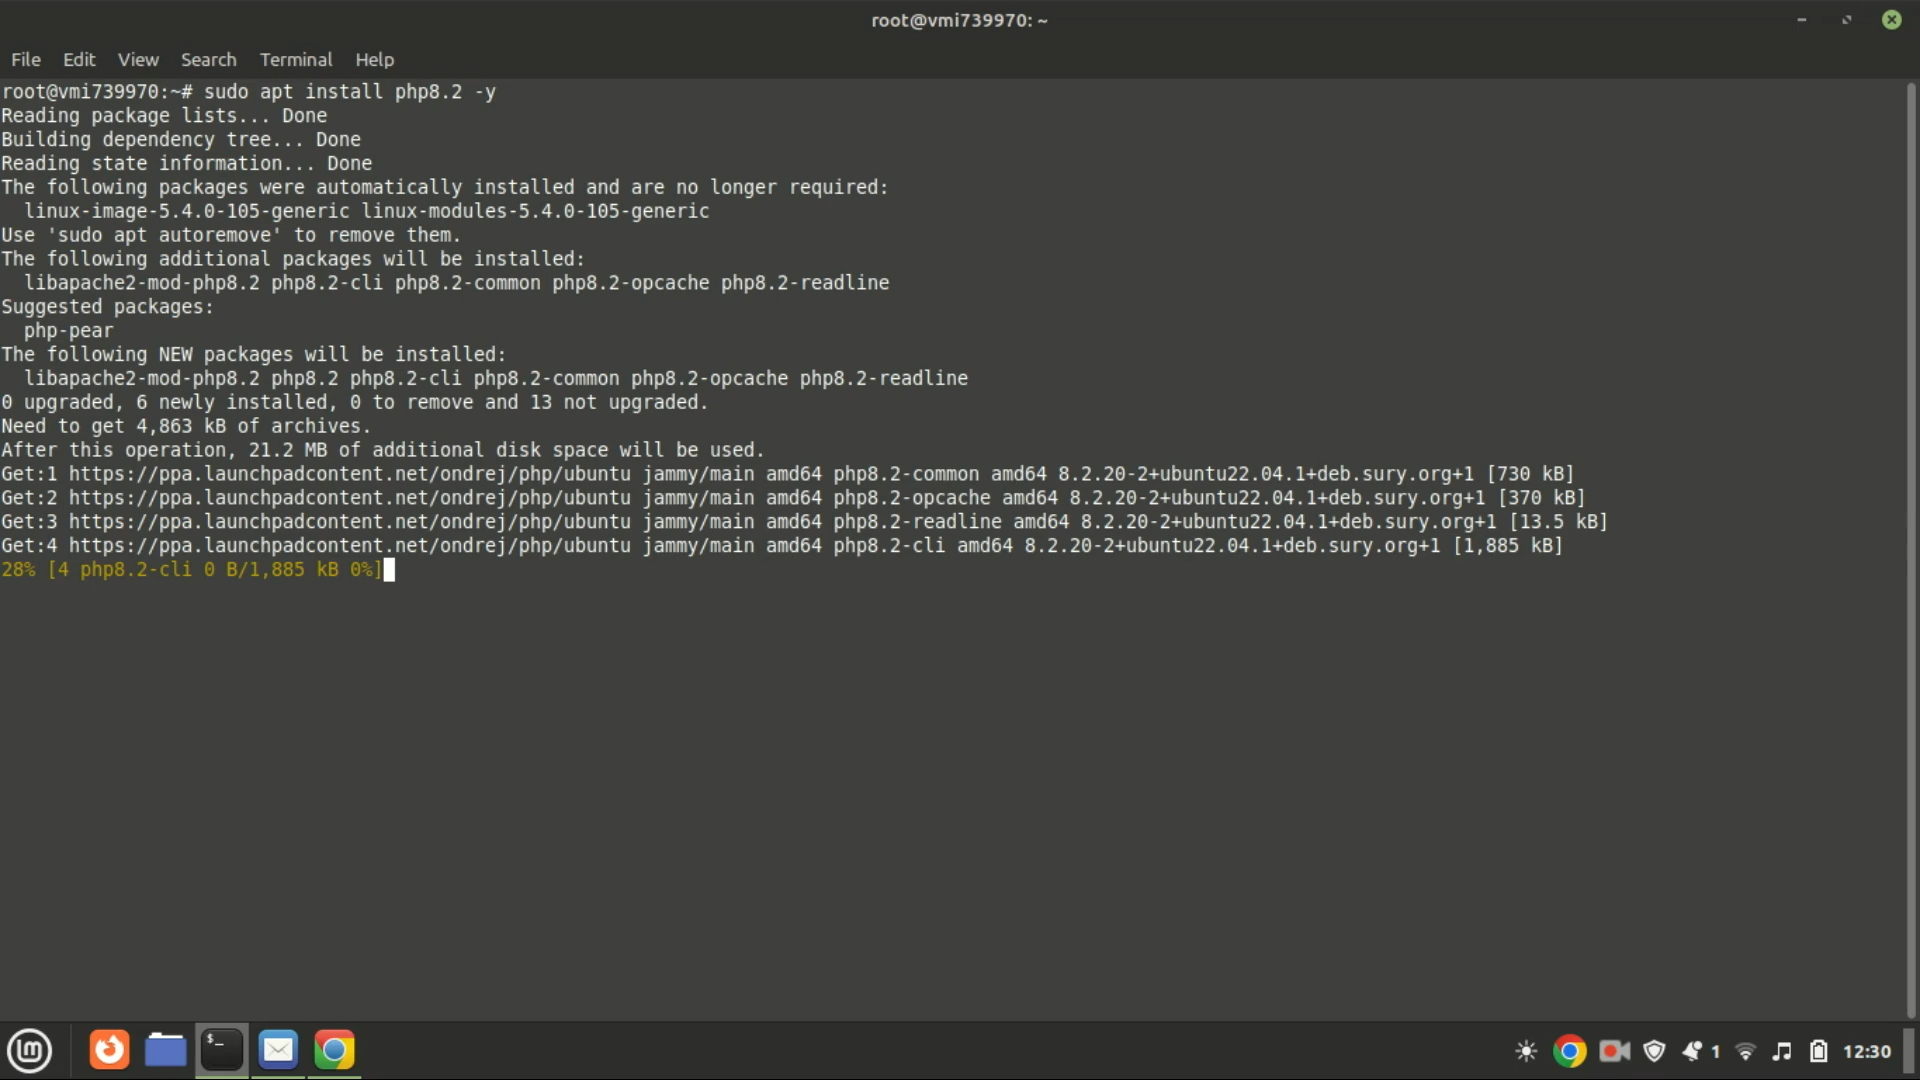 root@vmi739970: ~
File Edit View Search Terminal Help
root@vmi739970:~# sudo apt install php8.2 -y
Reading package lists... Done
Building dependency tree... Done
Reading state information... Done
The following packages were automatically installed and are no longer required:
linux-image-5.4.0-105-generic linux-modules-5.4.0-105-generic
Use 'sudo apt autoremove' to remove them.
The following additional packages will be installed:
libapache2-mod-php8.2 php8.2-cli php8.2-common php8.2-opcache php8.2-readline
Suggested packages:
php-pear
The following NEW packages will be installed:
libapache2-mod-php8.2 php8.2 php8.2-cli php8.2-common php8.2-opcache php8.2-readline
0 upgraded, 6 newly installed, 0 to remove and 13 not upgraded.
Need to get 4,863 kB of archives.
After this operation, 21.2 MB of additional disk space will be used.
Get:1 https://ppa.launchpadcontent.net/ondrej/php/ubuntu jammy/main amd64 php8.2-common amd64 8.2.20-2+ubuntu22.04.1+deb.sury.org+1 [730 kB]
Get:2 https://ppa.launchpadcontent.net/ondrej/php/ubuntu jammy/main amd64 php8.2-opcache amd64 8.2.20-2+ubuntu22.04.1+deb.sury.org+1 [370 kB]
Get:3 https://ppa.launchpadcontent.net/ondrej/php/ubuntu jammy/main amd64 php8.2-readline amd64 8.2.20-2+ubuntu22.04.1+deb.sury.org+1 [13.5 kB]
Get:4 https://ppa.launchpadcontent.net/ondrej/php/ubuntu jammy/main amd64 php8.2-cli amd64 8.2.20-2+ubuntu22.04.1+deb.sury.org+1 [1,885 kB]
28% [4 php8.2-cli 0 B/1,885 kB 0%]
1 12:30